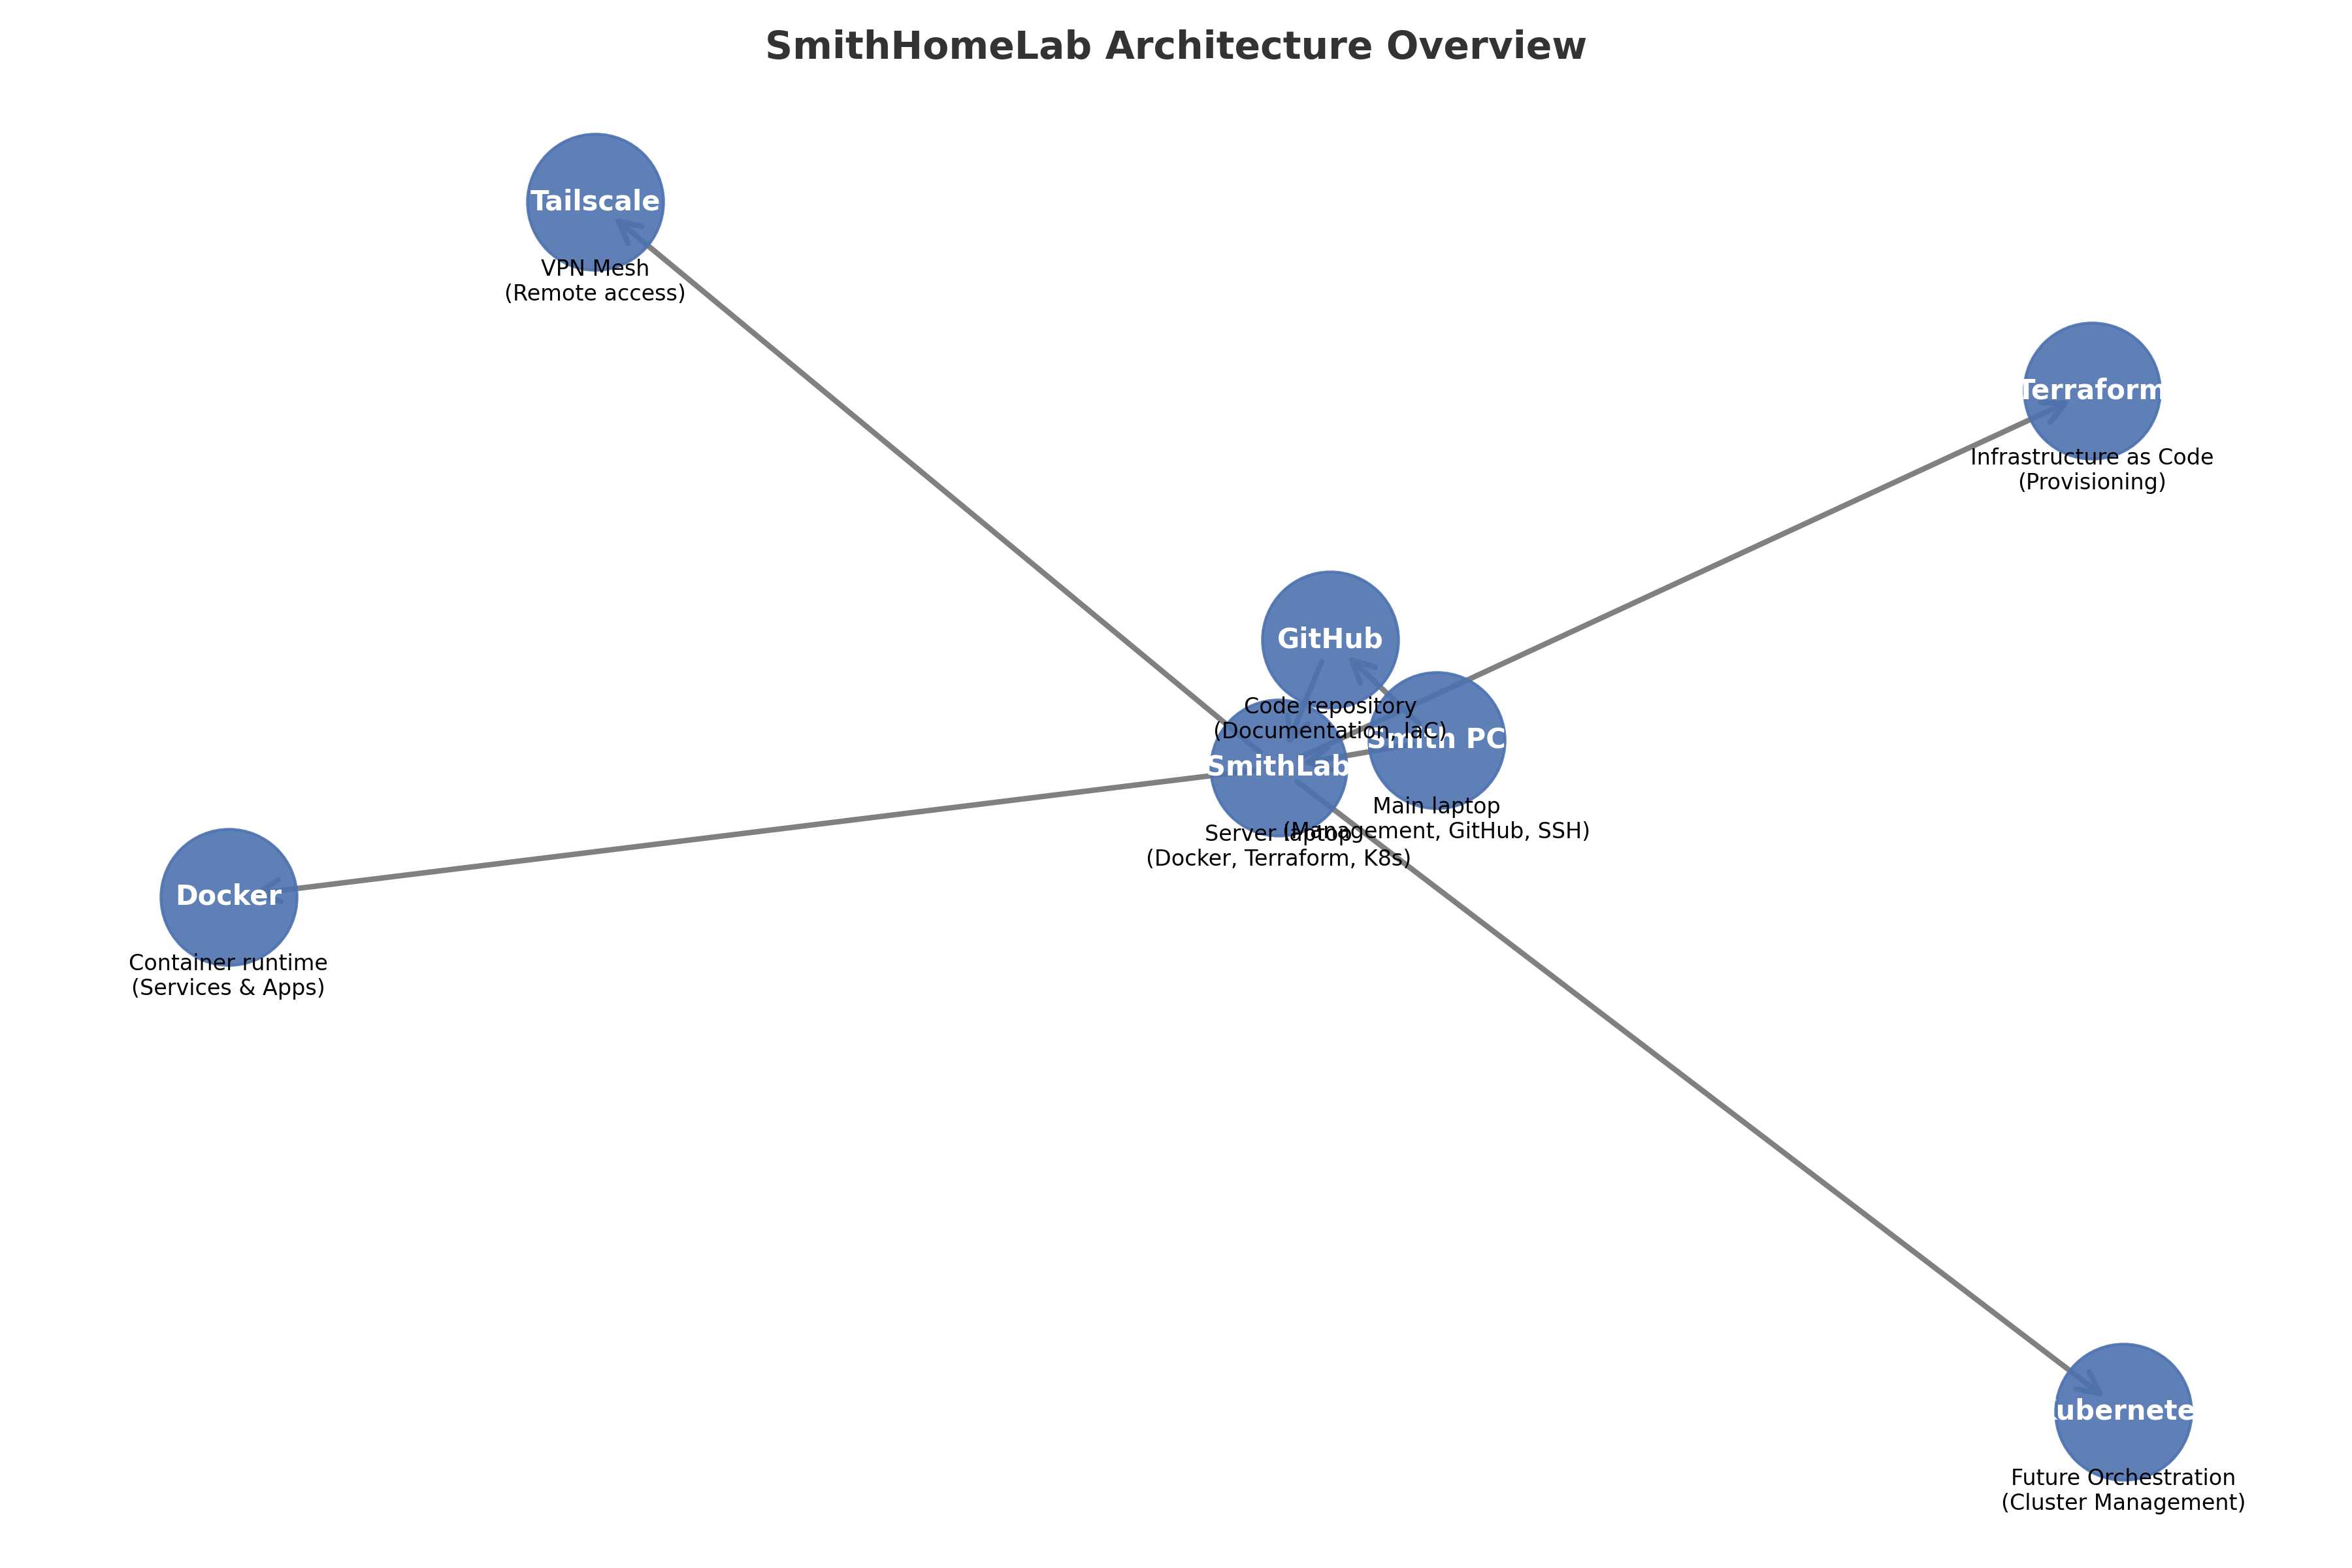 SmithHomeLab Architecture Overview
Tailscale
VPN Mesh
(Remote access)
Terraform
Infrastructure as Code
(Provisioning)
GitHub
Code repository
(Documentation, IaC)
Smith PC
Main laptop
(Management, GitHub, SSH)
SmithLab
Server laptop
(Docker, Terraform, K8s)
Docker
Container runtime
(Services & Apps)
Kubernetes
Future Orchestration
(Cluster Management)